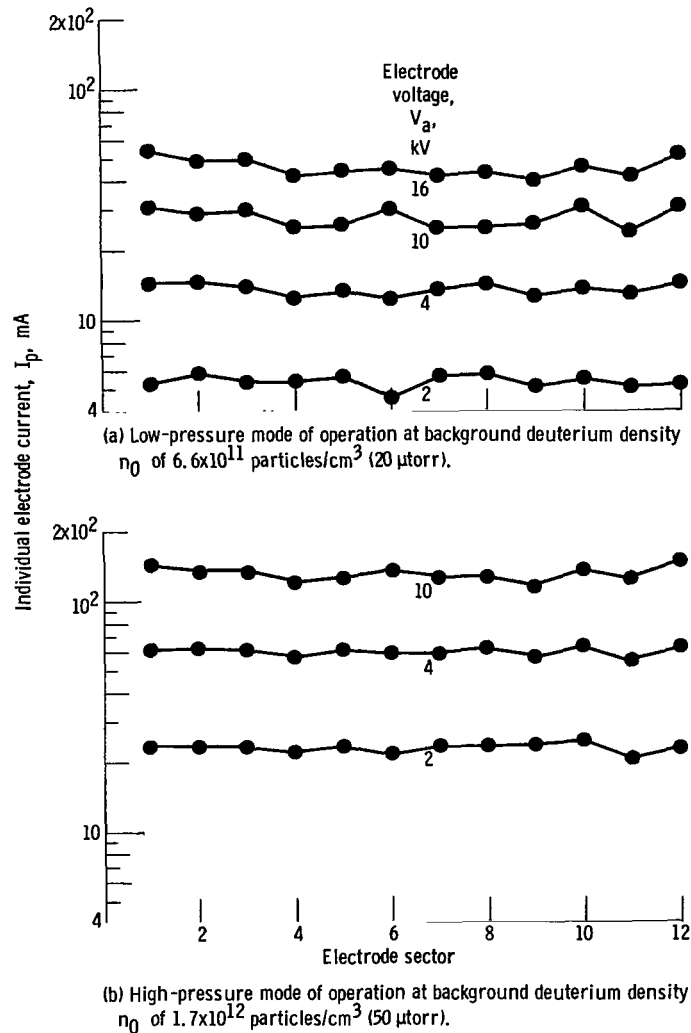 2x10²
10²
10
4
Individual electrode current, I_p, mA
Electrode
voltage,
V_a,
kV
16
10
4
2
(a) Low-pressure mode of operation at background deuterium density
n₀ of 6.6x10¹¹ particles/cm³ (20 µtorr).
2x10²
10²
10
4
10
4
2
2 4 6 8 10 12
Electrode sector
(b) High-pressure mode of operation at background deuterium density
n₀ of 1.7x10¹² particles/cm³ (50 µtorr).